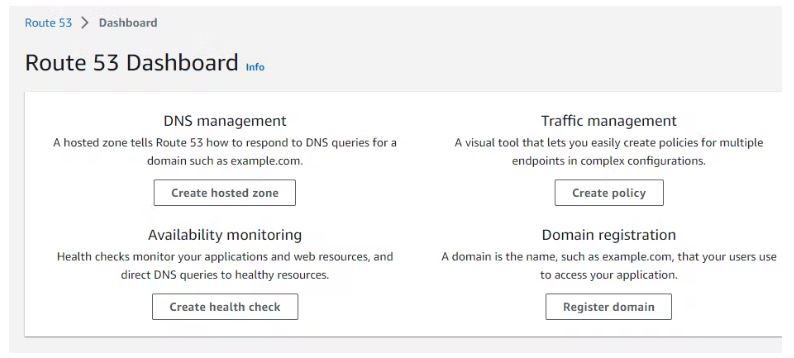 Route 53 > Dashboard
Route 53 Dashboard Info
DNS management
A hosted zone tells Route 53 how to respond to DNS queries for a
domain such as example.com.
Create hosted zone
Traffic management
A visual tool that lets you easily create policies for multiple
endpoints in complex configurations.
Create policy
Availability monitoring
Health checks monitor your applications and web resources, and
direct DNS queries to healthy resources.
Create health check
Domain registration
A domain is the name, such as example.com, that your users use
to access your application.
Register domain